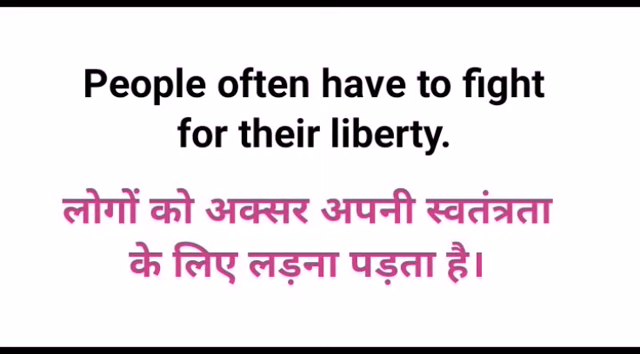 People often have to fight
for their liberty.
लोगों को अक्सर अपनी स्वतंत्रता
के लिए लड़ना पड़ता है।